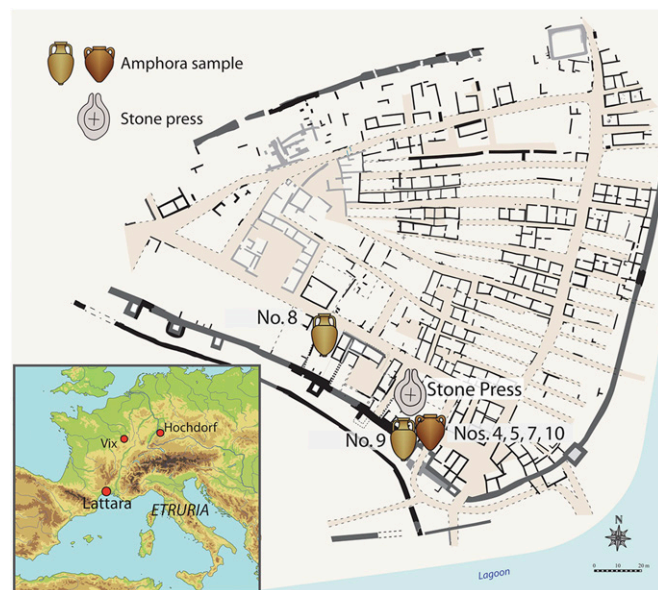 Amphora sample
Stone press
No. 8
Stone Press
No. 9
Nos. 4, 5, 7, 10
Vix
Hochdorf
Lattara
ETRURIA
N
0
20 m
Lagoon